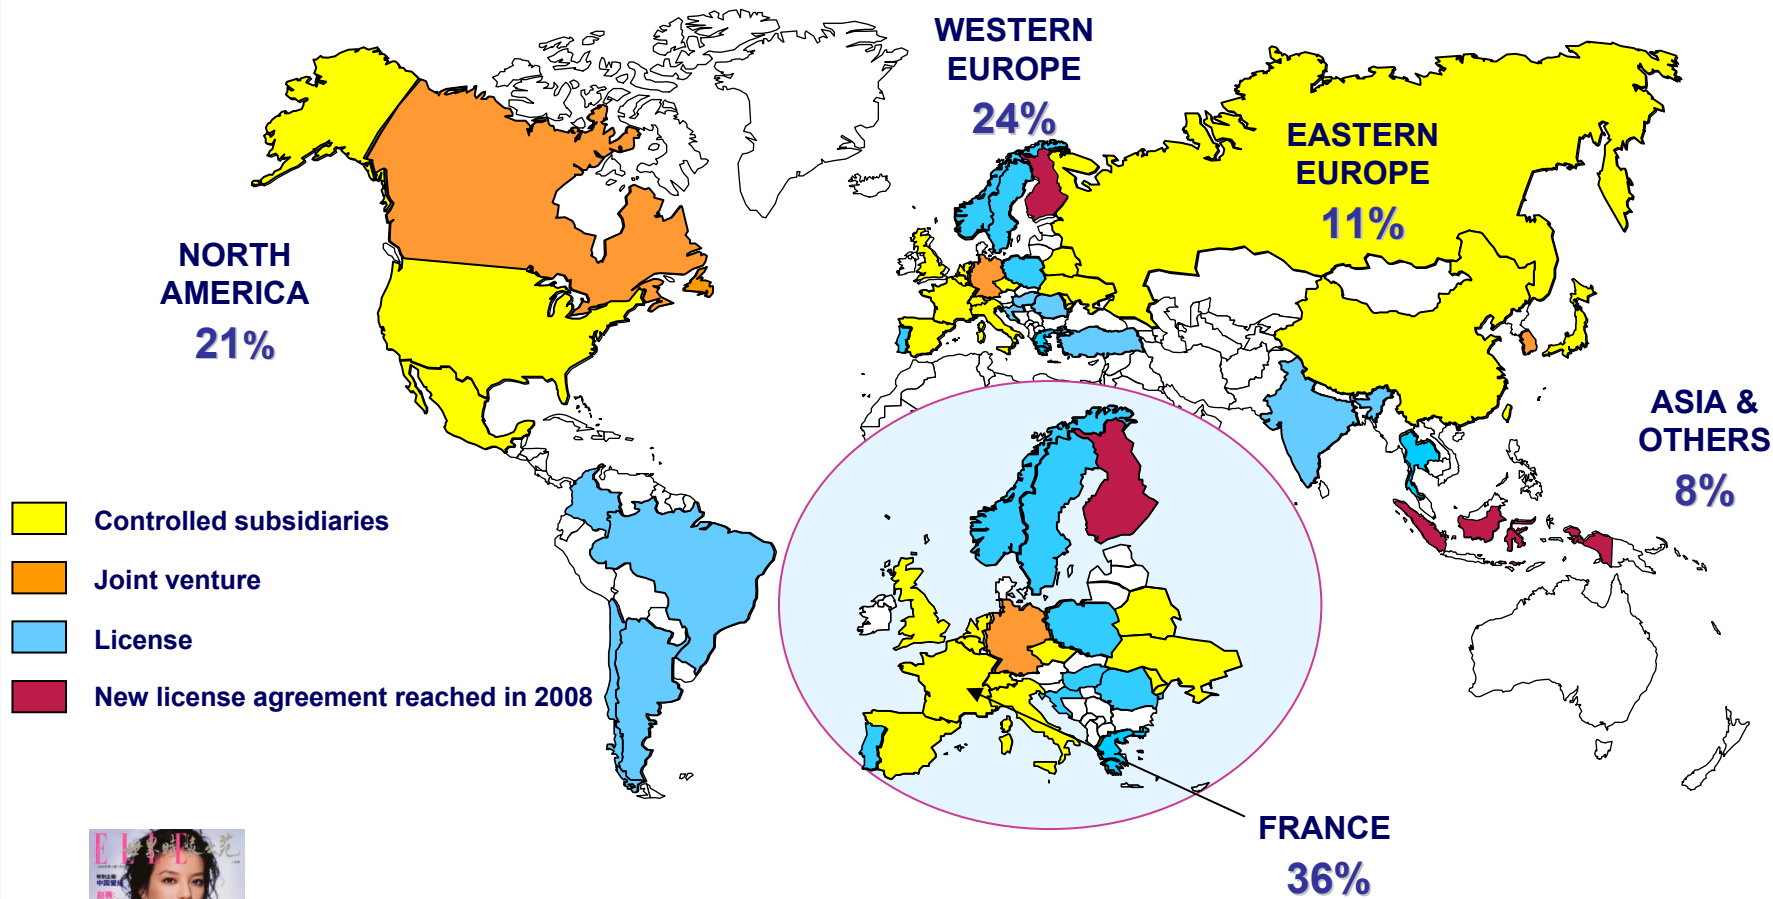 WESTERN
EUROPE
24%
EASTERN
EUROPE
11%
NORTH
AMERICA
21%
ASIA &
OTHERS
8%
Controlled subsidiaries
Joint venture
License
New license agreement reached in 2008
FRANCE
36%
ELLE